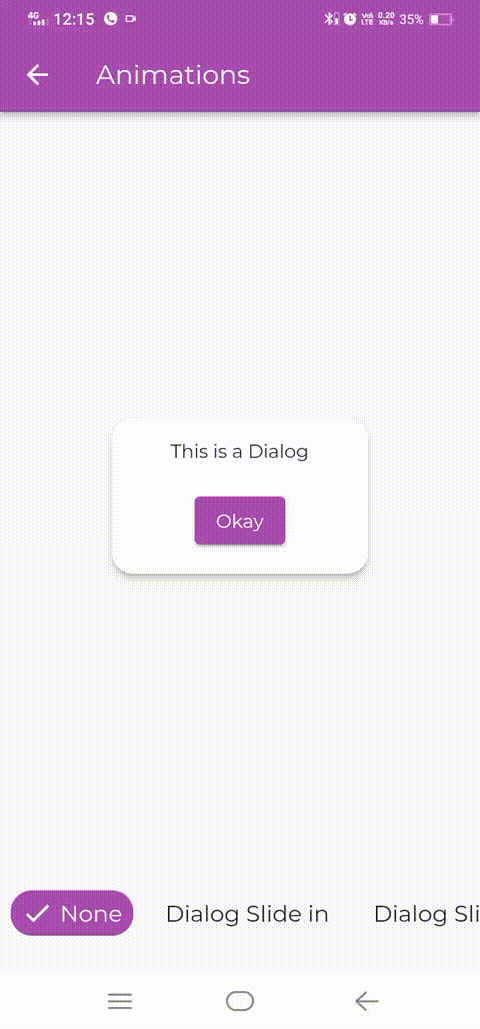 4G 12:15 VoA LTE 0.20 KB/s 35%
Animations
This is a Dialog
Okay
None Dialog Slide in Dialog Sli